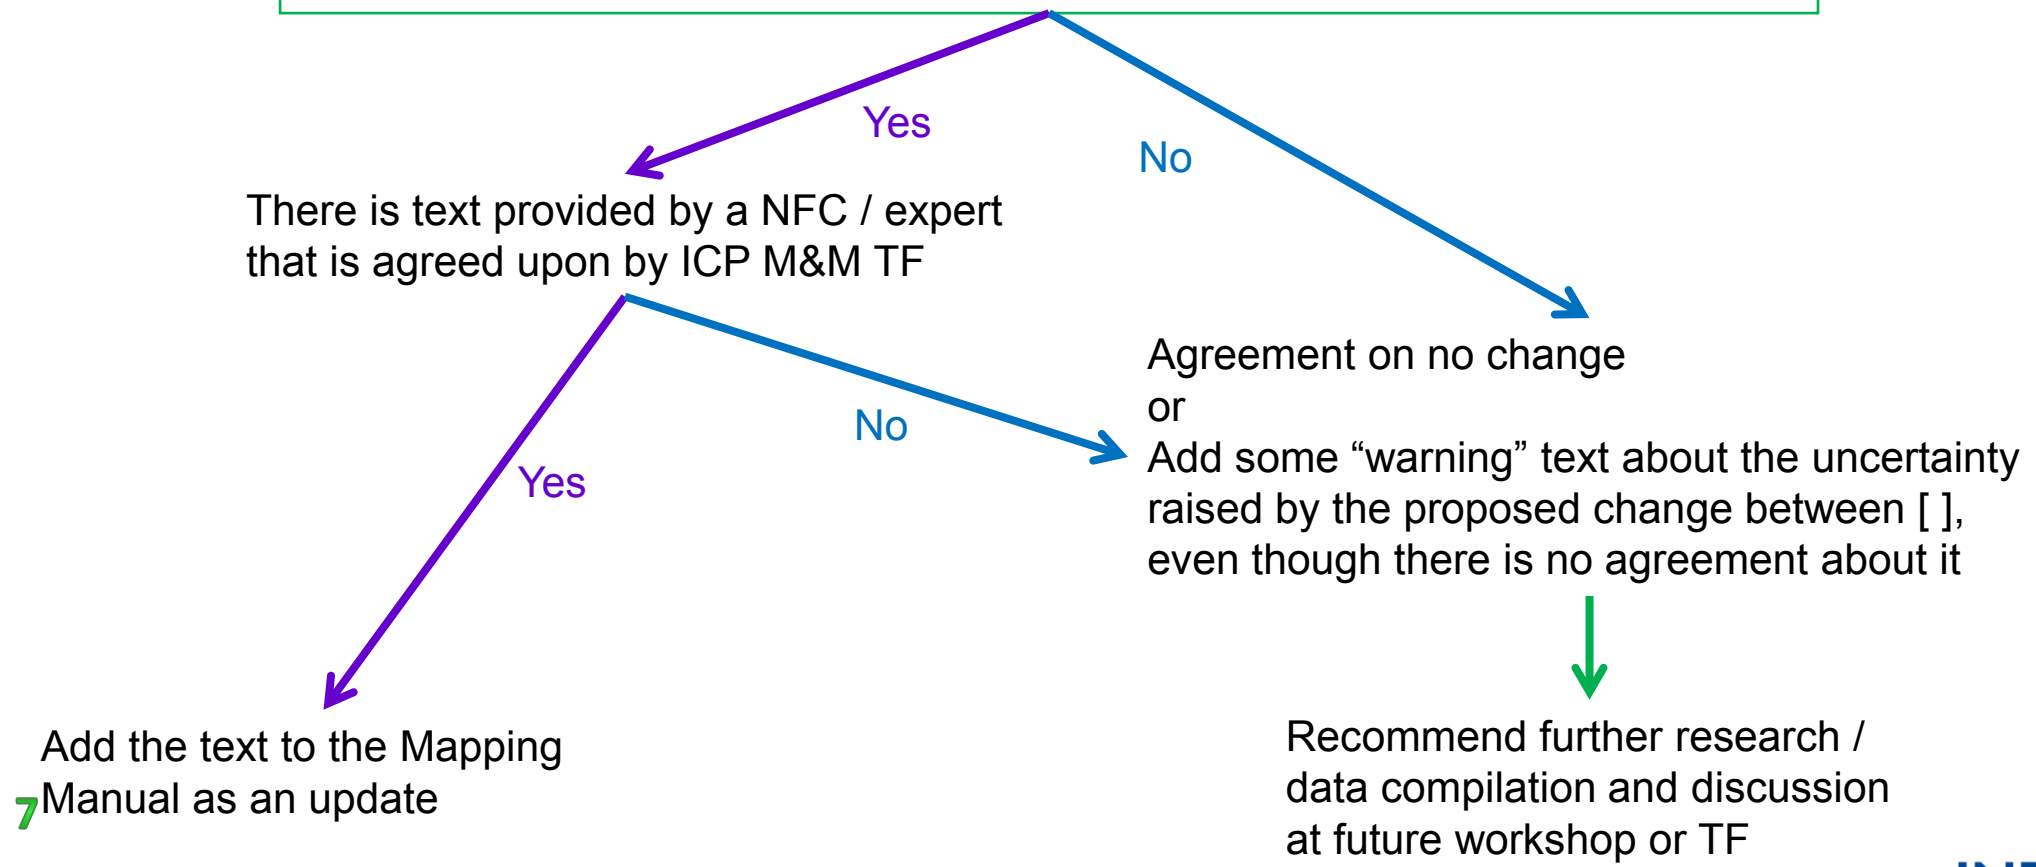 Yes
No
There is text provided by a NFC / expert
that is agreed upon by ICP M&M TF
Agreement on no change
or
No
Add some “warning” text about the uncertainty
Yes
raised by the proposed change between [ ],
even though there is no agreement about it
Add the text to the Mapping
Manual as an update
7
Recommend further research /
data compilation and discussion
at future workshop or TF